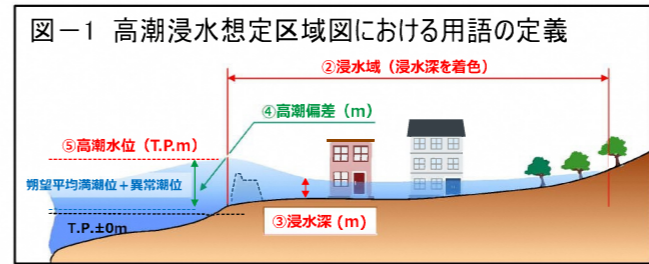 図－1 高潮浸水想定区域図における用語の定義
②浸水域（浸水深を着色）
④高潮偏差（m）
⑤高潮水位（T.P.m）
朔望平均満潮位＋異常潮位
③浸水深（m）
T.P.±0m